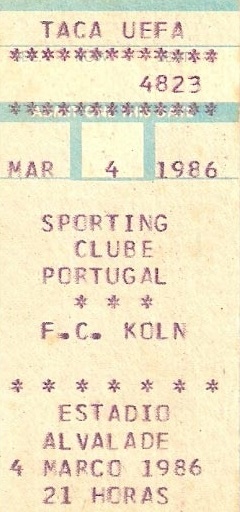 TACA UEFA
*************
4823
*************
MAR 4 1986
SPORTING
CLUBE
PORTUGAL
* * *
F.C. KOLN
* * * * * * *
ESTADIO
ALVALADE
4 MARCO 1986
21 HORAS